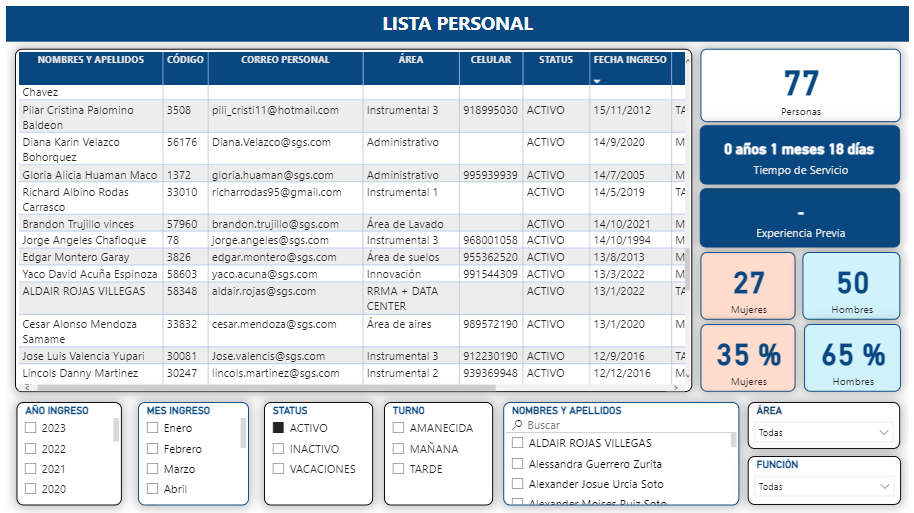 LISTA PERSONAL
NOMBRES Y APELLIDOS CÓDIGO CORREO PERSONAL ÁREA CELULAR STATUS FECHA INGRESO
Chavez
Pilar Cristina Palomino 3508 pili_cristi11@hotmail.com Instrumental 3 918995030 ACTIVO 15/11/2012 TA
Baldeon
Diana Karin Velazco 56176 Diana.Velazco@sgs.com Administrativo ACTIVO 14/9/2020 M
Bohorquez
Gloria Alicia Huaman Maco 1372 gloria.huaman@sgs.com Administrativo 995939939 ACTIVO 14/7/2005 M
Richard Albino Rodas 33010 richarrodas95@gmail.com Instrumental 1 ACTIVO 14/5/2019 TA
Carrasco
Brandon Trujillo vinces 57960 brandon.trujillo@sgs.com Área de Lavado ACTIVO 14/10/2021 M
Jorge Angeles Chafloque 78 jorge.angeles@sgs.com Instrumental 3 968001058 ACTIVO 14/10/1994 M
Edgar Montero Garay 3826 edgar.montero@sgs.com Área de suelos 955362520 ACTIVO 13/8/2013 M
Yaco David Acuña Espinoza 58603 yaco.acuna@sgs.com Innovación 991544309 ACTIVO 13/3/2022 M
ALDAIR ROJAS VILLEGAS 58348 aldair.rojas@sgs.com RRMA + DATA ACTIVO 13/1/2022 TA
CENTER
Cesar Alonso Mendoza 33832 cesar.mendoza@sgs.com Área de aires 989572190 ACTIVO 13/1/2020 M
Samame
Jose Luis Valencia Yupari 30081 Jose.valencis@sgs.com Instrumental 3 912230190 ACTIVO 12/9/2016 TA
Lincols Danny Martinez 30247 lincols.martinez@sgs.com Instrumental 2 939369948 ACTIVO 12/12/2016 M
77
Personas
0 años 1 meses 18 días
Tiempo de Servicio
-
Experiencia Previa
27 50
Mujeres Hombres
35 % 65 %
Mujeres Hombres
AÑO INGRESO
2023
2022
2021
2020
MES INGRESO
Enero
Febrero
Marzo
Abril
STATUS
ACTIVO
INACTIVO
VACACIONES
TURNO
AMANECIDA
MAÑANA
TARDE
NOMBRES Y APELLIDOS
Buscar
ALDAIR ROJAS VILLEGAS
Alessandra Guerrero Zurita
Alexander Josue Urcia Soto
Alexander Moises Ruiz Soto
ÁREA
Todas
FUNCIÓN
Todas